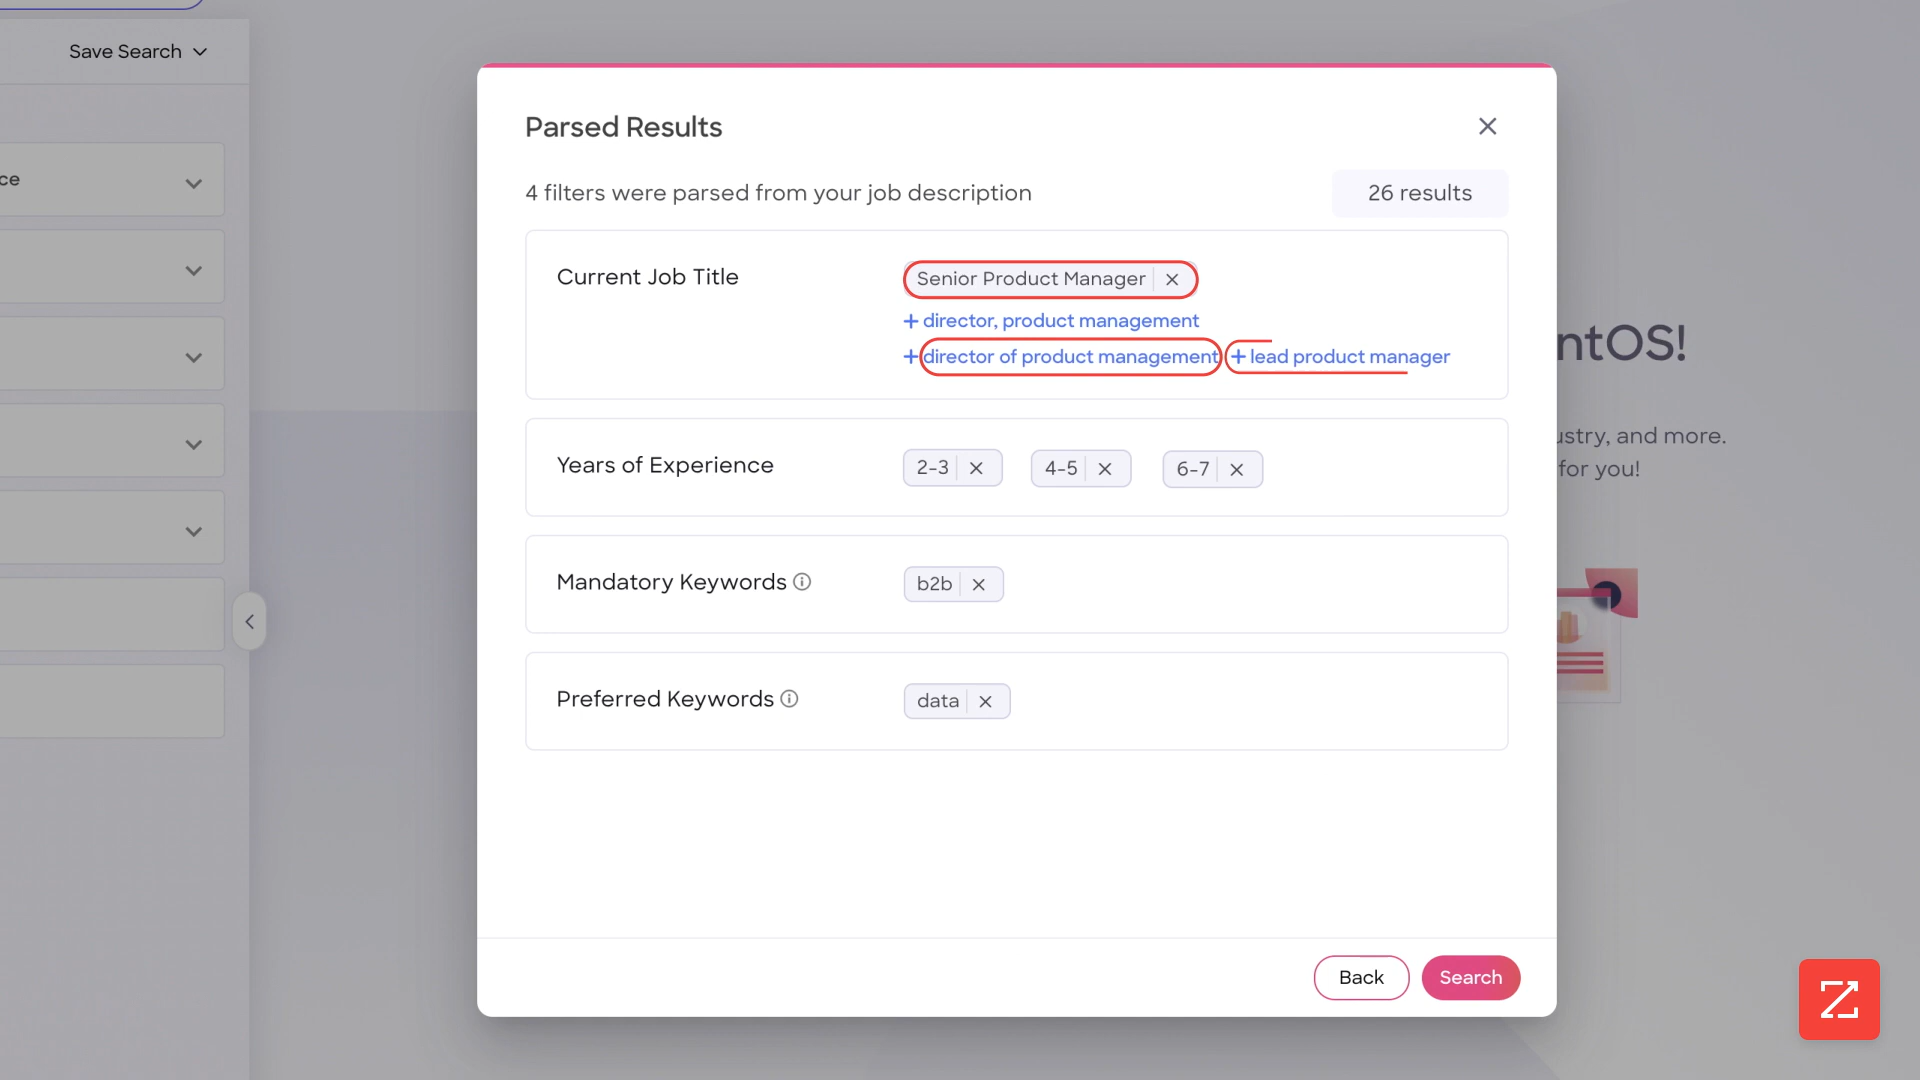 Save Search
ce
Parsed Results
4 filters were parsed from your job description
26 results
Current Job Title
Senior Product Manager
+ director, product management
+ director of product management + lead product manager
Years of Experience
2-3
4-5
6-7
Mandatory Keywords
b2b
Preferred Keywords
data
Back
Search
ntOS!
ustry, and more.
for you!